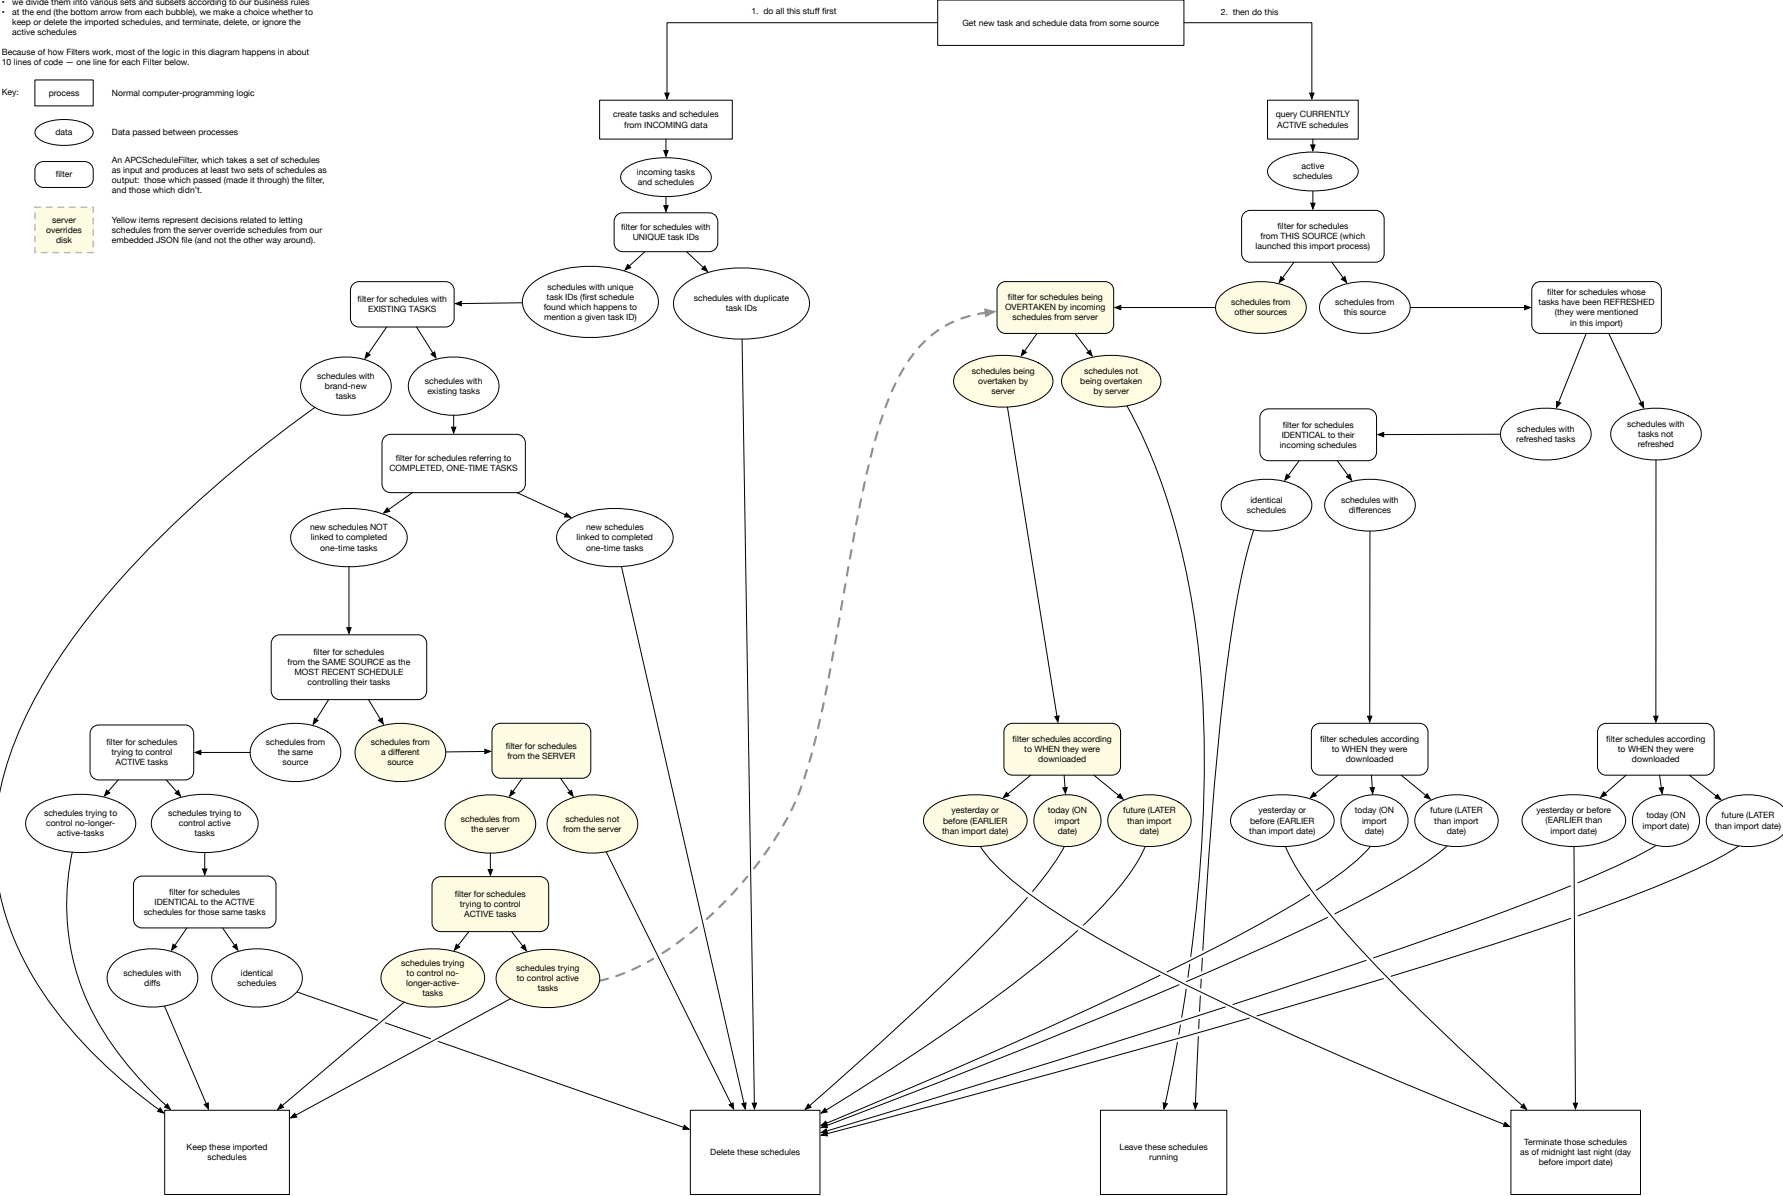 • we divide them into various sets and subsets according to our business rules
• at the end (the bottom arrow from each bubble), we make a choice whether to
keep or delete the imported schedules, and terminate, delete, or ignore the
active schedules
Because of how Filters work, most of the logic in this diagram happens in about
10 lines of code — one line for each Filter below.
Key:
process
Normal computer-programming logic
data
Data passed between processes
filter
An APCScheduleFilter, which takes a set of schedules
as input and produces at least two sets of schedules as
output: those which passed (made it through) the filter,
and those which didn't.
server
overrides
disk
Yellow items represent decisions related to letting
schedules from the server override schedules from our
embedded JSON file (and not the other way around).
1. do all this stuff first
Get new task and schedule data from some source
2. then do this
create tasks and schedules
from INCOMING data
incoming tasks
and schedules
filter for schedules with
UNIQUE task IDs
schedules with unique
task IDs (first schedule
found which happens to
mention a given task ID)
schedules with duplicate
task IDs
filter for schedules with
EXISTING TASKS
schedules with
brand-new
tasks
schedules with
existing tasks
filter for schedules referring to
COMPLETED, ONE-TIME TASKS
new schedules NOT
linked to completed
one-time tasks
new schedules
linked to completed
one-time tasks
filter for schedules
from the SAME SOURCE as the
MOST RECENT SCHEDULE
controlling their tasks
filter for schedules
trying to control
ACTIVE tasks
schedules from
the same
source
schedules from
a different
source
filter for schedules
from the SERVER
schedules trying to
control no-longer-
active-tasks
schedules trying to
control active
tasks
schedules from
the server
schedules not
from the server
filter for schedules
IDENTICAL to the ACTIVE
schedules for those same tasks
filter for schedules
trying to control
ACTIVE tasks
schedules with
diffs
identical
schedules
schedules trying
to control no-
longer-active-
tasks
schedules trying
to control active
tasks
query CURRENTLY
ACTIVE schedules
active
schedules
filter for schedules
from THIS SOURCE (which
launched this import process)
filter for schedules being
OVERTAKEN by incoming
schedules from server
schedules from
other sources
schedules from
this source
filter for schedules whose
tasks have been REFRESHED
(they were mentioned
in this import)
schedules being
overtaken by
server
schedules not
being overtaken
by server
filter for schedules
IDENTICAL to their
incoming schedules
schedules with
refreshed tasks
schedules with
tasks not
refreshed
identical
schedules
schedules with
differences
filter schedules according
to WHEN they were
downloaded
filter schedules according
to WHEN they were
downloaded
filter schedules according
to WHEN they were
downloaded
yesterday or
before (EARLIER
than import date)
today (ON
import
date)
future (LATER
than import
date)
yesterday or
before (EARLIER
than import date)
today (ON
import
date)
future (LATER
than import
date)
yesterday or before
(EARLIER than
import date)
today (ON
import date)
future (LATER
than import date)
Keep these imported
schedules
Delete these schedules
Leave these schedules
running
Terminate those schedules
as of midnight last night (day
before import date)